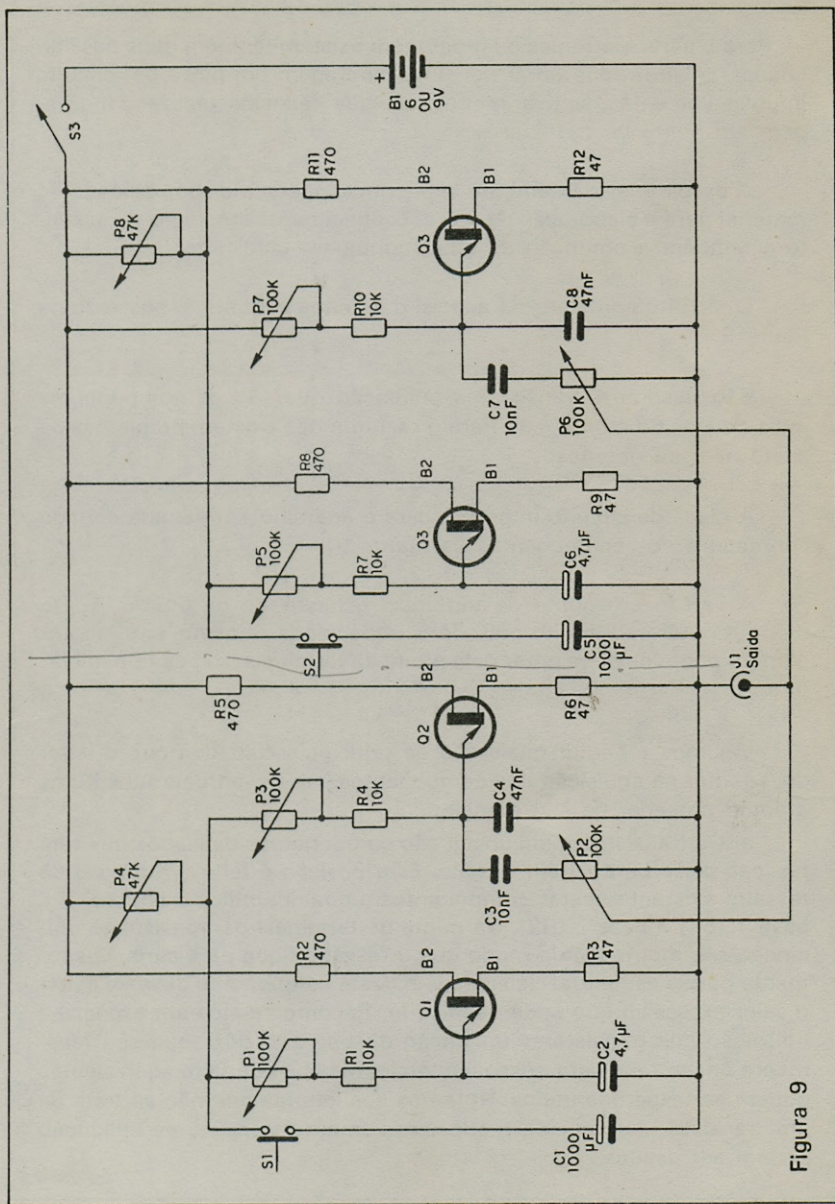 S3
B1
6
OU
9V
P8
47K
R11
470
B2
Q3
B1
R12
47
P7
100K
R10
10K
C8
47nF
C7
10nF
P6
100K
R8
470
B2
Q3
B1
R9
47
P5
100K
R7
10K
C6
4,7µF
S2
C5
1000
µF
R5
470
B2
Q2
B1
R6
47
J1
Saída
P4
47K
P3
100K
R4
10K
C4
47nF
C3
10nF
P2
100K
R2
470
B2
Q1
B1
R3
47
P1
100K
R1
10K
C2
4,7µF
S1
C1
1000
µF
Figura 9